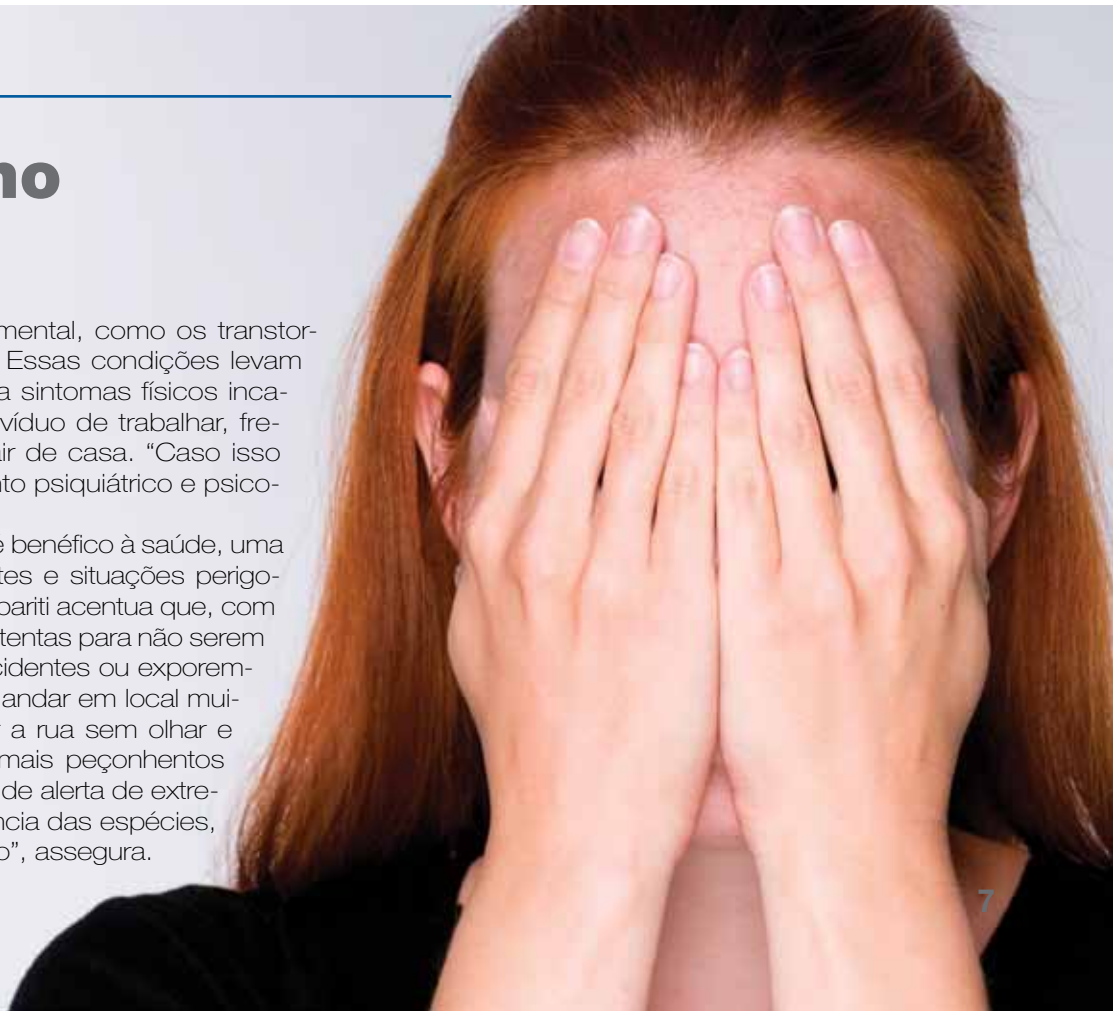 no
mental, como os transtor-
Essas condições levam
a sintomas físicos inca-
víduo de trabalhar, fre-
ir de casa. “Caso isso
nto psiquiátrico e psico-
e benéfico à saúde, uma
tes e situações perigo-
pariti acentua que, com
tentas para não serem
cidentes ou exporem-
andar em local mui-
a rua sem olhar e
mais peçonhentos
de alerta de extre-
ncia das espécies,
o”, assegura.
7